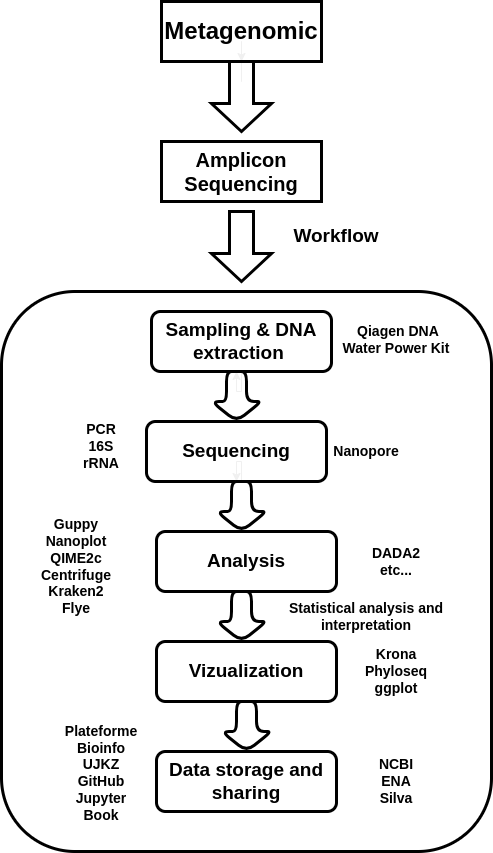 Metagenomic
Amplicon
Sequencing
Workflow
Sampling & DNA
extraction
Qiagen DNA
Water Power Kit
PCR
16S
rRNA
Sequencing
Nanopore
Guppy
Nanoplot
QIME2c
Centrifuge
Kraken2
Flye
Analysis
DADA2
etc...
Statistical analysis and
interpretation
Vizualization
Krona
Phyloseq
ggplot
Plateforme
Bioinfo
UJKZ
GitHub
Jupyter
Book
Data storage and
sharing
NCBI
ENA
Silva